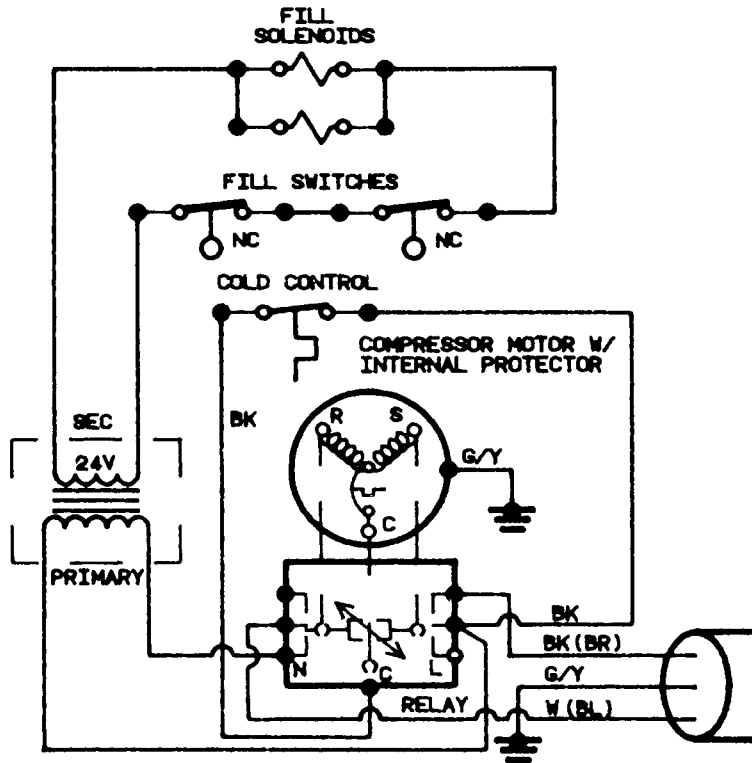 FILL
SOLENOIDS
FILL SWITCHES
NC
NC
COLD CONTROL
COMPRESSOR MOTOR W/
INTERNAL PROTECTOR
BK
R
S
G/Y
SEC
24V
C
PRIMARY
BK
BK(BR)
N
C
L
G/Y
RELAY
W(BL)